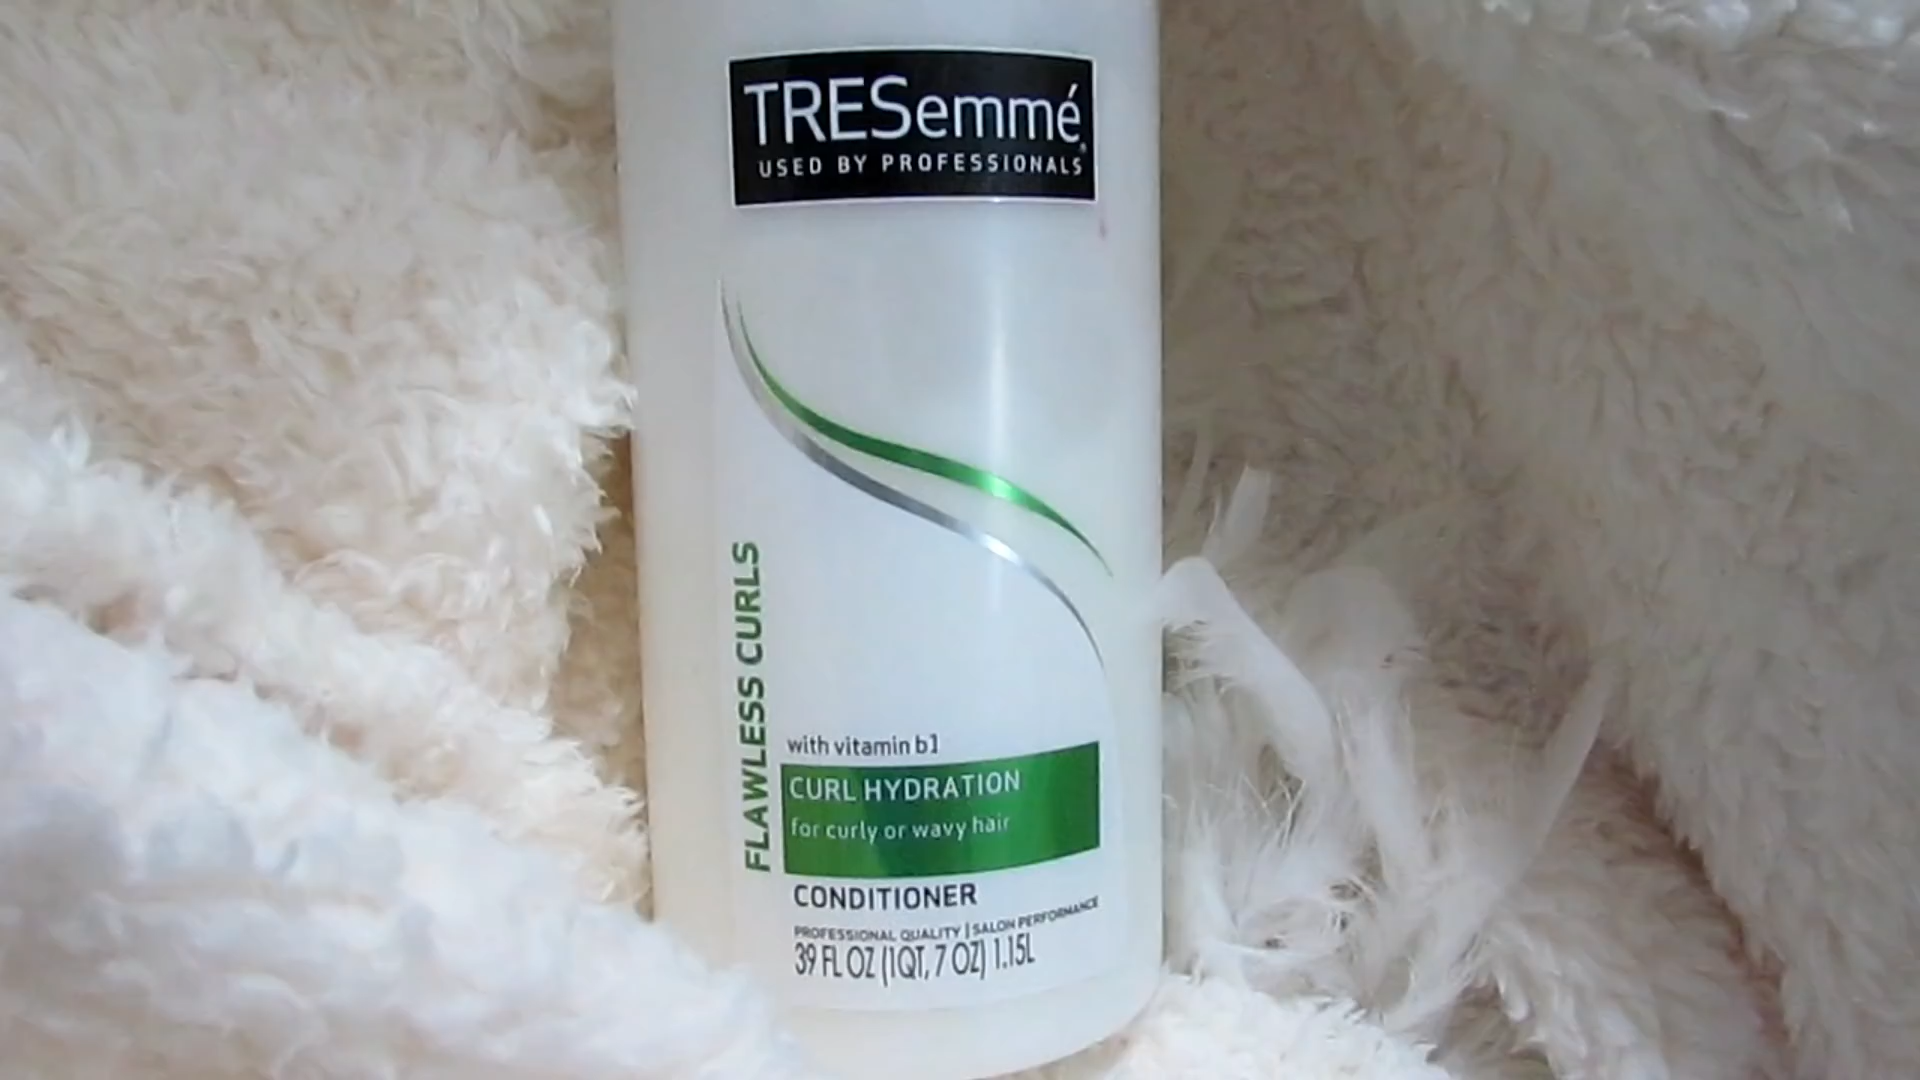 TRESemmé
USED BY PROFESSIONALS
FLAWLESS CURLS
with vitamin b1
CURL HYDRATION
for curly or wavy hair
CONDITIONER
PROFESSIONAL QUALITY | SALON PERFORMANCE
39 FL OZ (1QT, 7 OZ) 1.15L